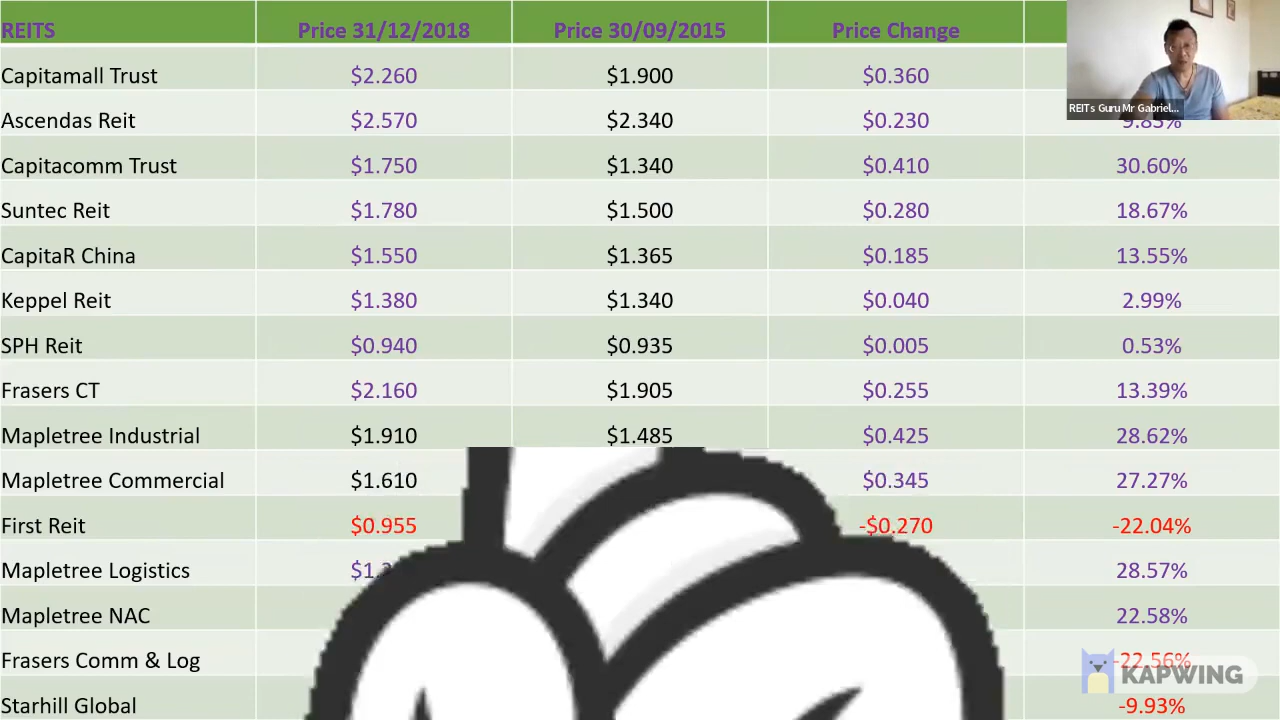 REITS Price 31/12/2018 Price 30/09/2015 Price Change
REITs Guru Mr Gabriel...
Capitamall Trust $2.260 $1.900 $0.360
Ascendas Reit $2.570 $2.340 $0.230 9.83%
Capitacomm Trust $1.750 $1.340 $0.410 30.60%
Suntec Reit $1.780 $1.500 $0.280 18.67%
CapitaR China $1.550 $1.365 $0.185 13.55%
Keppel Reit $1.380 $1.340 $0.040 2.99%
SPH Reit $0.940 $0.935 $0.005 0.53%
Frasers CT $2.160 $1.905 $0.255 13.39%
Mapletree Industrial $1.910 $1.485 $0.425 28.62%
Mapletree Commercial $1.610 $0.345 27.27%
First Reit $0.955 -$0.270 -22.04%
Mapletree Logistics 28.57%
Mapletree NAC 22.58%
Frasers Comm & Log -22.56%
KAPWING
Starhill Global -9.93%